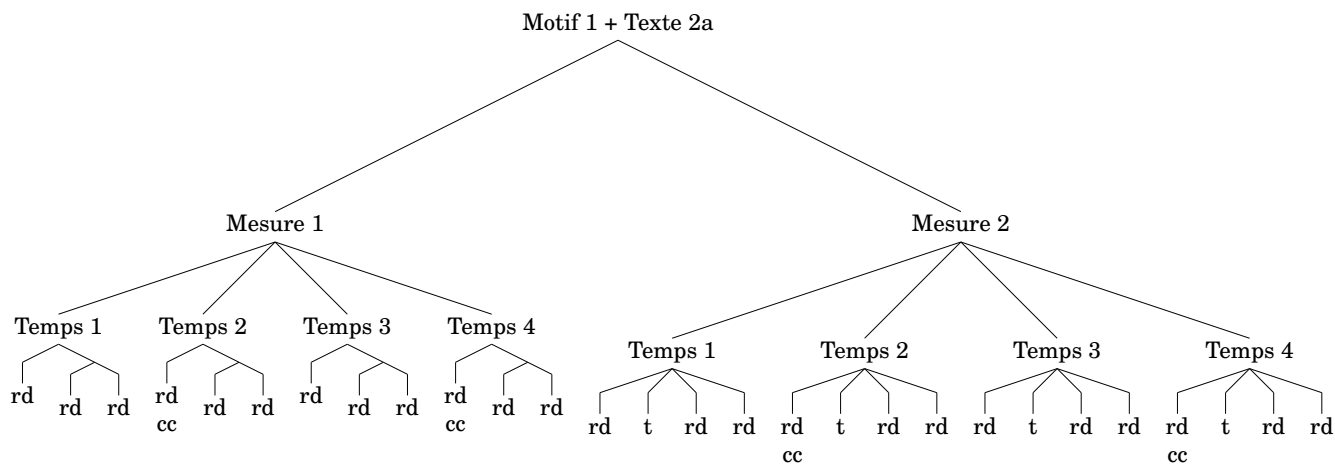 Motif 1 + Texte 2a
Mesure 1 Mesure 2
Temps 1 Temps 2 Temps 3 Temps 4
Temps 1 Temps 2 Temps 3 Temps 4
rd rd rd rd rd rd rd rd rd rd rd rd
cc cc
rd t rd rd rd t rd rd rd t rd rd rd t rd rd
cc cc